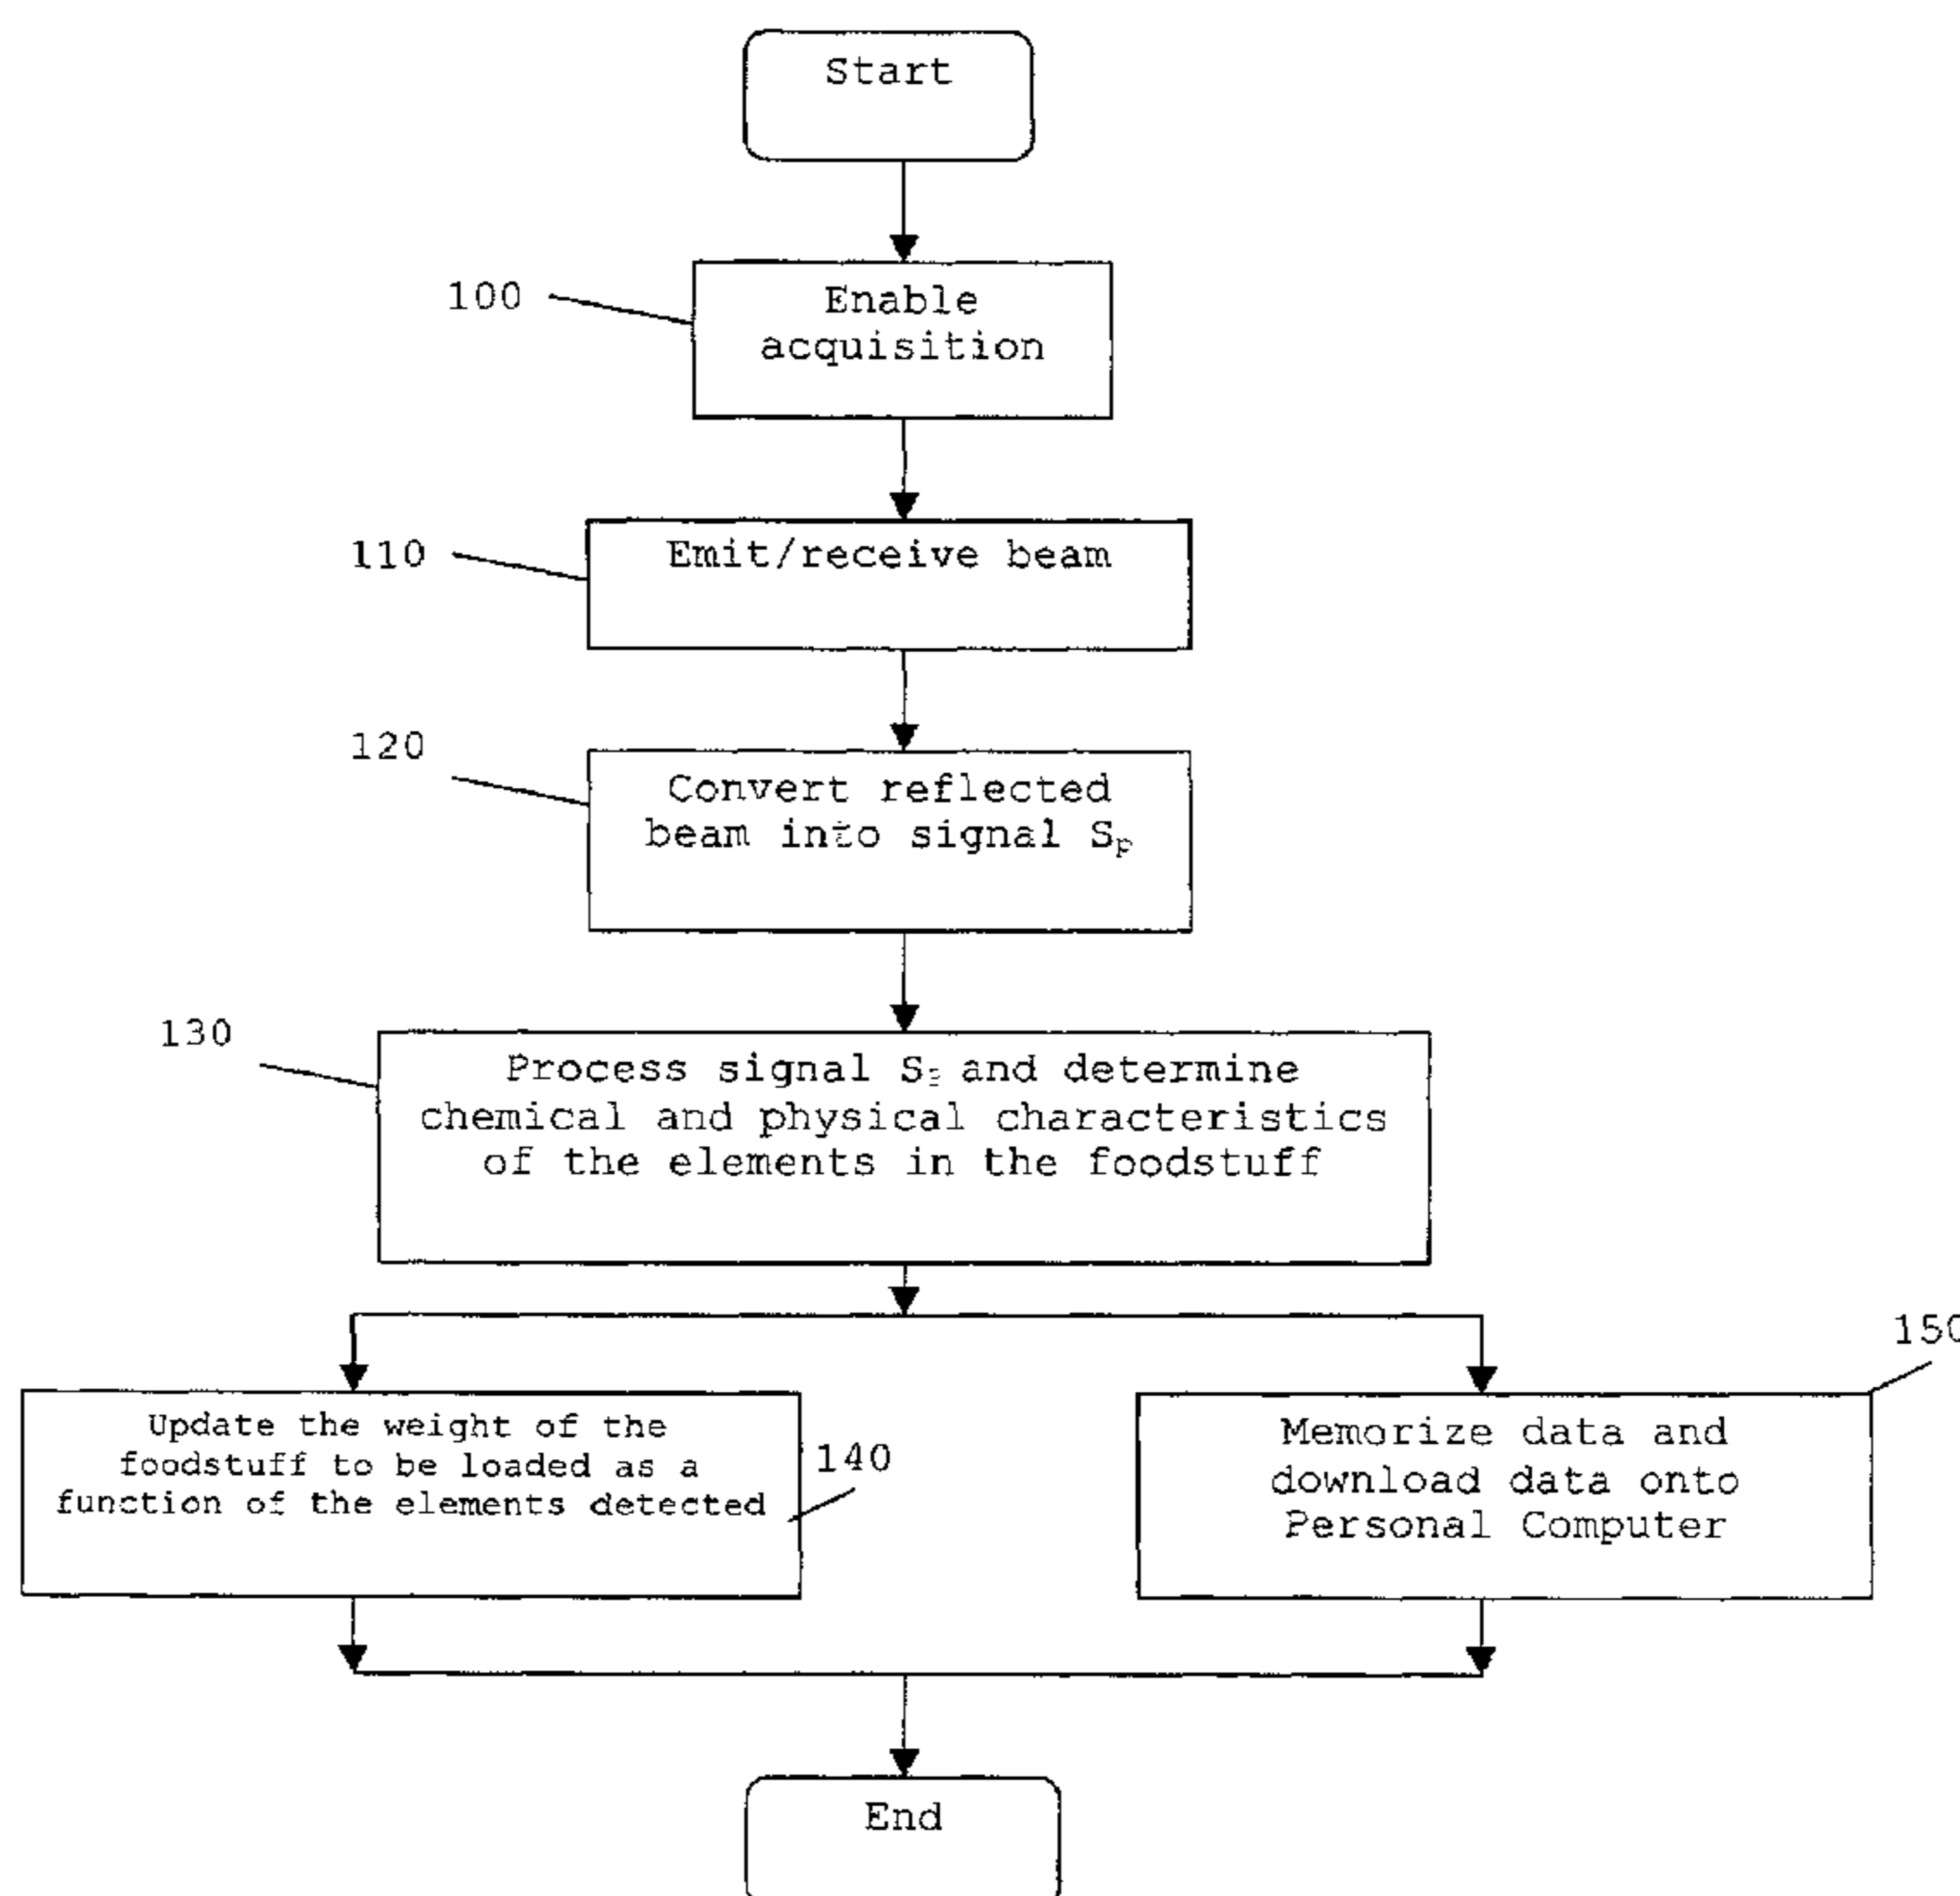 Start
100
Enable
acquisition
110
Emit/receive beam
120
Convert reflected
beam into signal Sp
130
Process signal and determine
chemical and physical characteristics
of the elements in the foodstuff
150
Update the weight of the
foodstuff to be loaded as a
function of the elements detected
140
Memorize data and
download data onto
Personal Computer
End